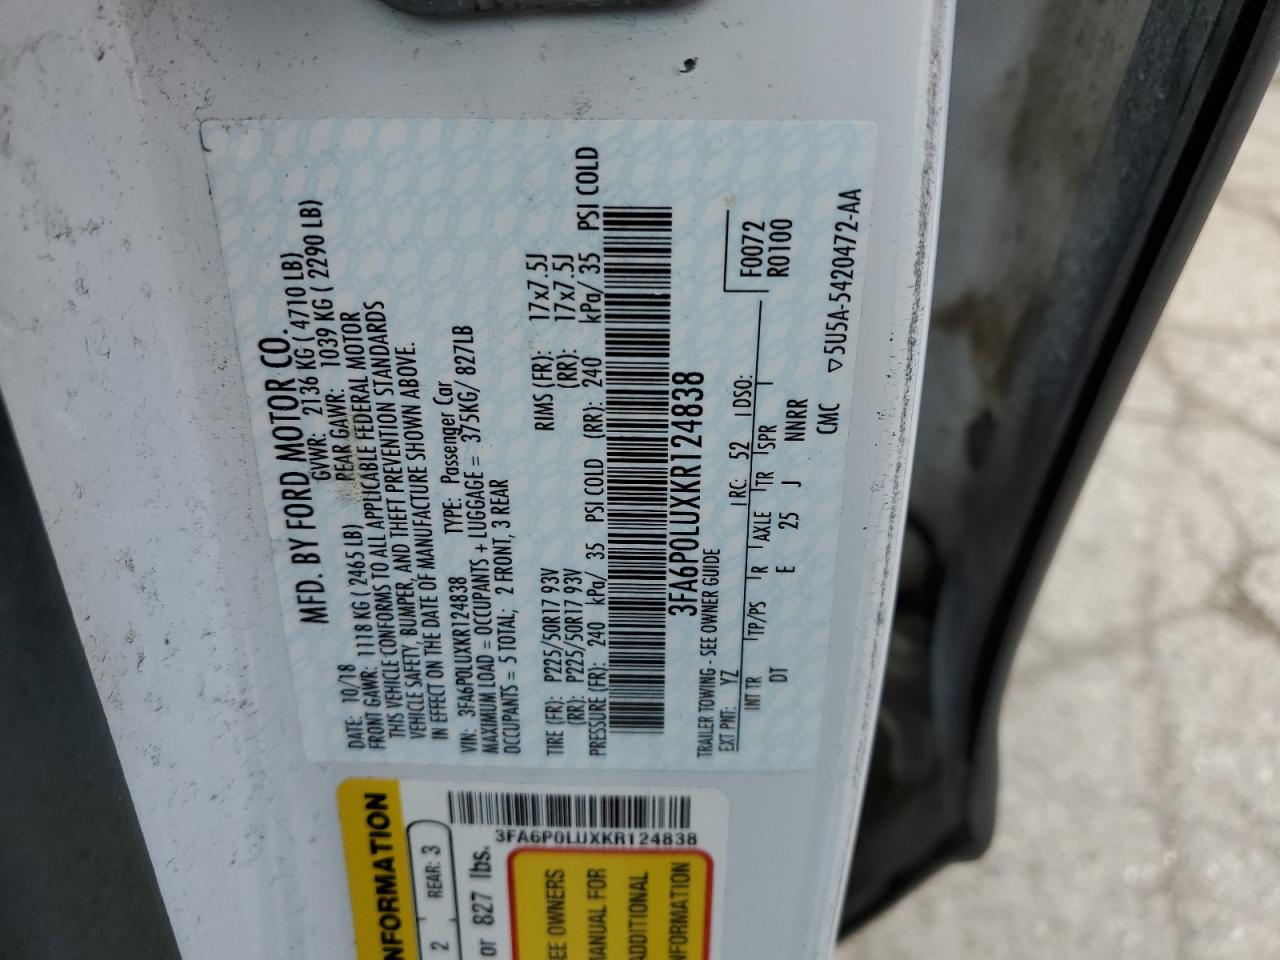 MFD. BY FORD MOTOR CO.
DATE: 10/18 GVWR: 2136 KG ( 4710 LB)
FRONT GAWR: 1118 KG ( 2465 LB) REAR GAWR: 1039 KG ( 2290 LB)
THIS VEHICLE CONFORMS TO ALL APPLICABLE FEDERAL MOTOR
VEHICLE SAFETY, BUMPER, AND THEFT PREVENTION STANDARDS
IN EFFECT ON THE DATE OF MANUFACTURE SHOWN ABOVE.
VIN: 3FA6P0LUXKR124838 TYPE: Passenger Car
MAXIMUM LOAD = OCCUPANTS + LUGGAGE = 375KG/ 827LB
OCCUPANTS = 5 TOTAL; 2 FRONT, 3 REAR
TIRE (FR): P225/50R17 93V RIMS (FR): 17x7.5J
(RR): P225/50R17 93V (RR): 17x7.5J
PRESSURE (FR): 240 kPa/ 35 PSI COLD (RR): 240 kPa/ 35 PSI COLD
3FA6P0LUXKR124838
TRAILER TOWING - SEE OWNER GUIDE
F0072
R0100
EXT PNT: YZ RC: 52 DSO:
INT TR TP/PS R AXLE TR SPR
DT E 25 J NNRR
CMC ▽5U5A-5420472-AA
NFORMATION
2 REAR: 3
3FA6P0LUXKR124838
or 827 lbs.
EE OWNERS
MANUAL FOR
ADDITIONAL
NFORMATION